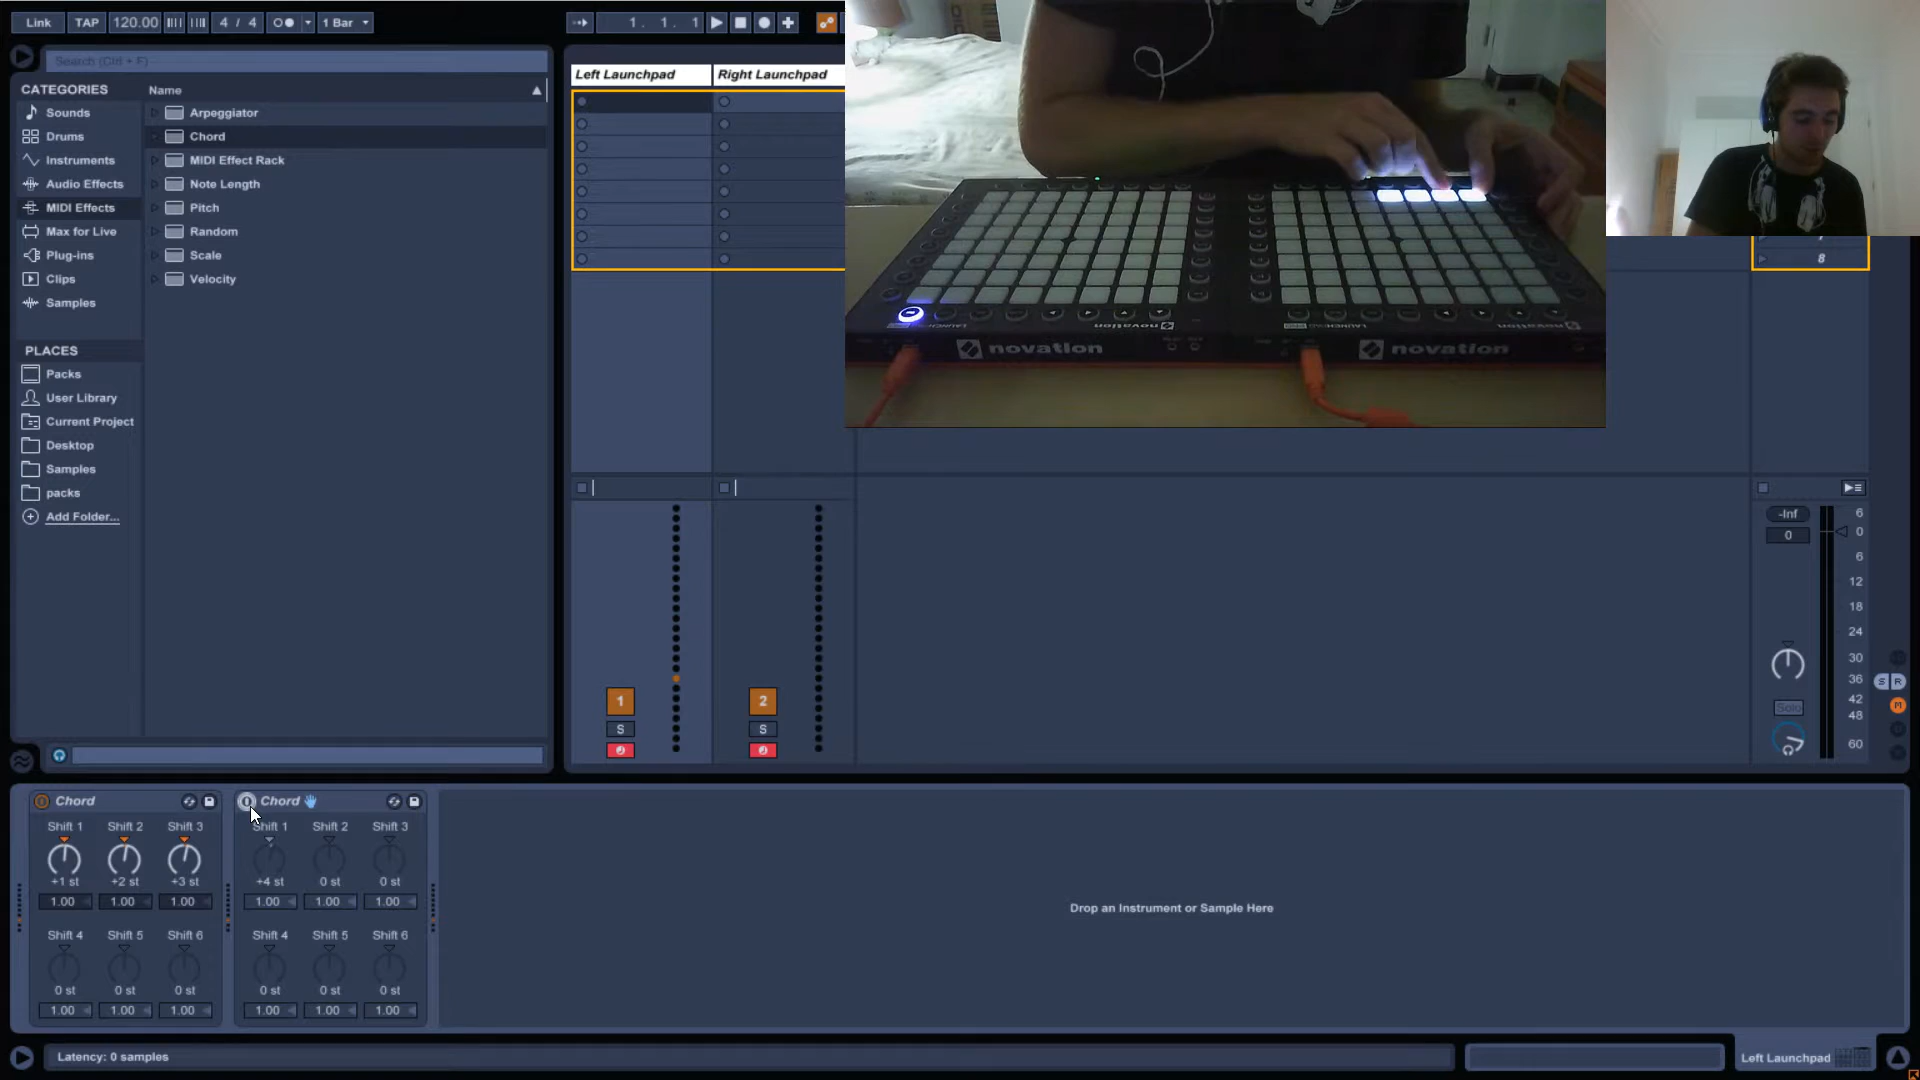 Link TAP 120.00 4 / 4 1 Bar 1. 1. 1
Search (Ctrl + F)
CATEGORIES
Sounds
Drums
Instruments
Audio Effects
MIDI Effects
Max for Live
Plug-ins
Clips
Samples
PLACES
Packs
User Library
Current Project
Desktop
Samples
packs
Add Folder...
Name
Arpeggiator
Chord
MIDI Effect Rack
Note Length
Pitch
Random
Scale
Velocity
Left Launchpad Right Launchpad
novation novation
novation novation
8
-Inf 6
0 0
6
12
18
24
30
36 S R
42 M
48
60
Solo
1 2
S S
Chord Chord
Shift 1 Shift 2 Shift 3 Shift 1 Shift 2 Shift 3
+1 st +2 st +3 st +4 st 0 st 0 st
1.00 1.00 1.00 1.00 1.00 1.00
Shift 4 Shift 5 Shift 6 Shift 4 Shift 5 Shift 6
0 st 0 st 0 st 0 st 0 st 0 st
1.00 1.00 1.00 1.00 1.00 1.00
Drop an Instrument or Sample Here
Latency: 0 samples
Left Launchpad